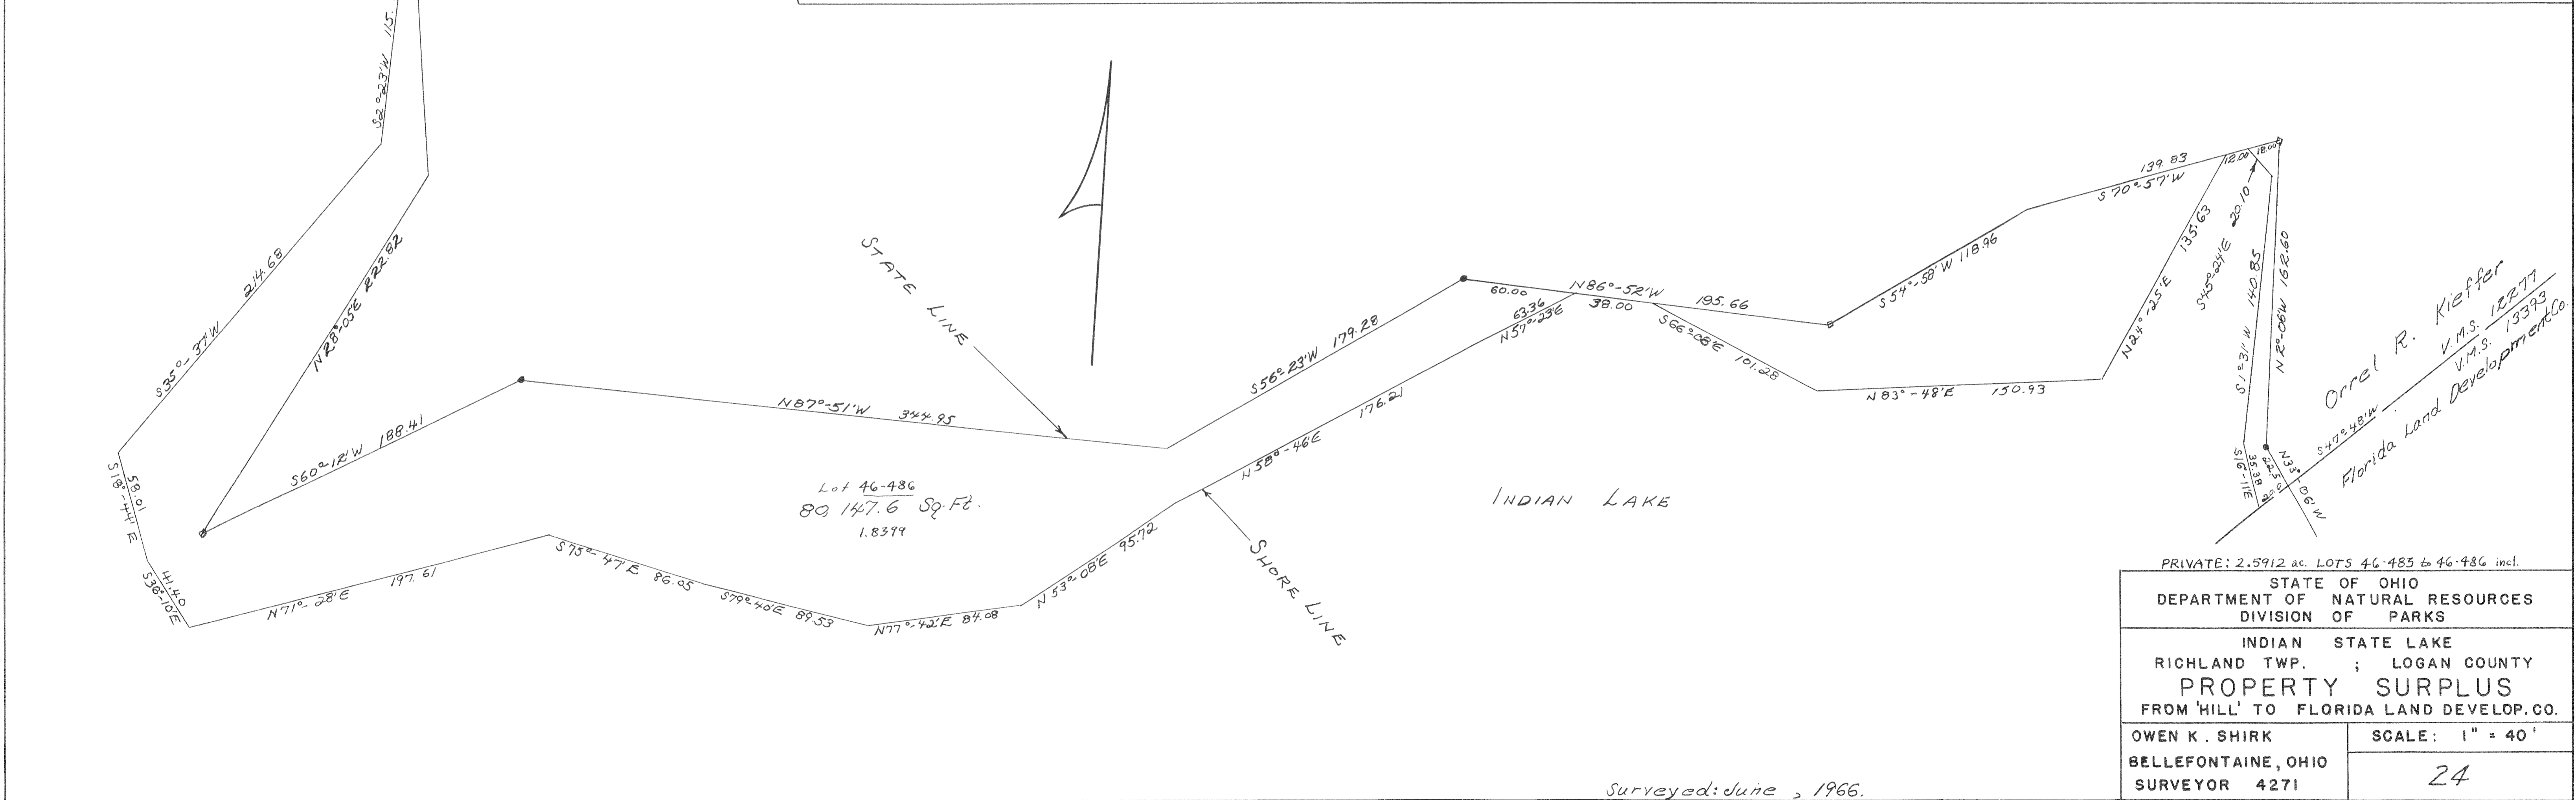 S2°-23'W 115.
214.68
S35°-37'W
N28°-05'E 222.82
58.01
S18°-44'E
41.40
S36°-10'E
S60°-12'W 188.41
N87°-51'W 344.95
STATE LINE
Lot 46-486
80,147.6 Sq.Ft.
1.8399
N71°-28'E 197.61
S75°-47'E 86.05
S79°-40'E 89.53
N77°-42'E 84.08
N53°-08'E 95.72
SHORE LINE
S56°-23'W 179.28
N58°-46'E 176.21
63.36
N57°-23'E
60.00
N86°-52'W
38.00
195.66
S66°-08'E 101.28
INDIAN LAKE
S54°-58'W 118.96
N83°-48'E 150.93
139.83
S70°-57'W
12.00
18.00
N24°-25'E 135.63
S45°-24'E 20.10
S1°-31'W 140.85
N2°-06'W 162.60
S16°-11'E
35.38
20.0
22.5
N33°-06'W
S47°-48'W
Orrel R. Kieffer
V.M.S. 12277
V.M.S. 13393
Florida Land Development Co.
PRIVATE: 2.5912 ac. LOTS 46-483 to 46-486 incl.
STATE OF OHIO
DEPARTMENT OF NATURAL RESOURCES
DIVISION OF PARKS
INDIAN STATE LAKE
RICHLAND TWP. ; LOGAN COUNTY
PROPERTY SURPLUS
FROM 'HILL' TO FLORIDA LAND DEVELOP. CO.
OWEN K. SHIRK
BELLEFONTAINE, OHIO
SURVEYOR 4271
SCALE: 1" = 40'
24
Surveyed: June , 1966.